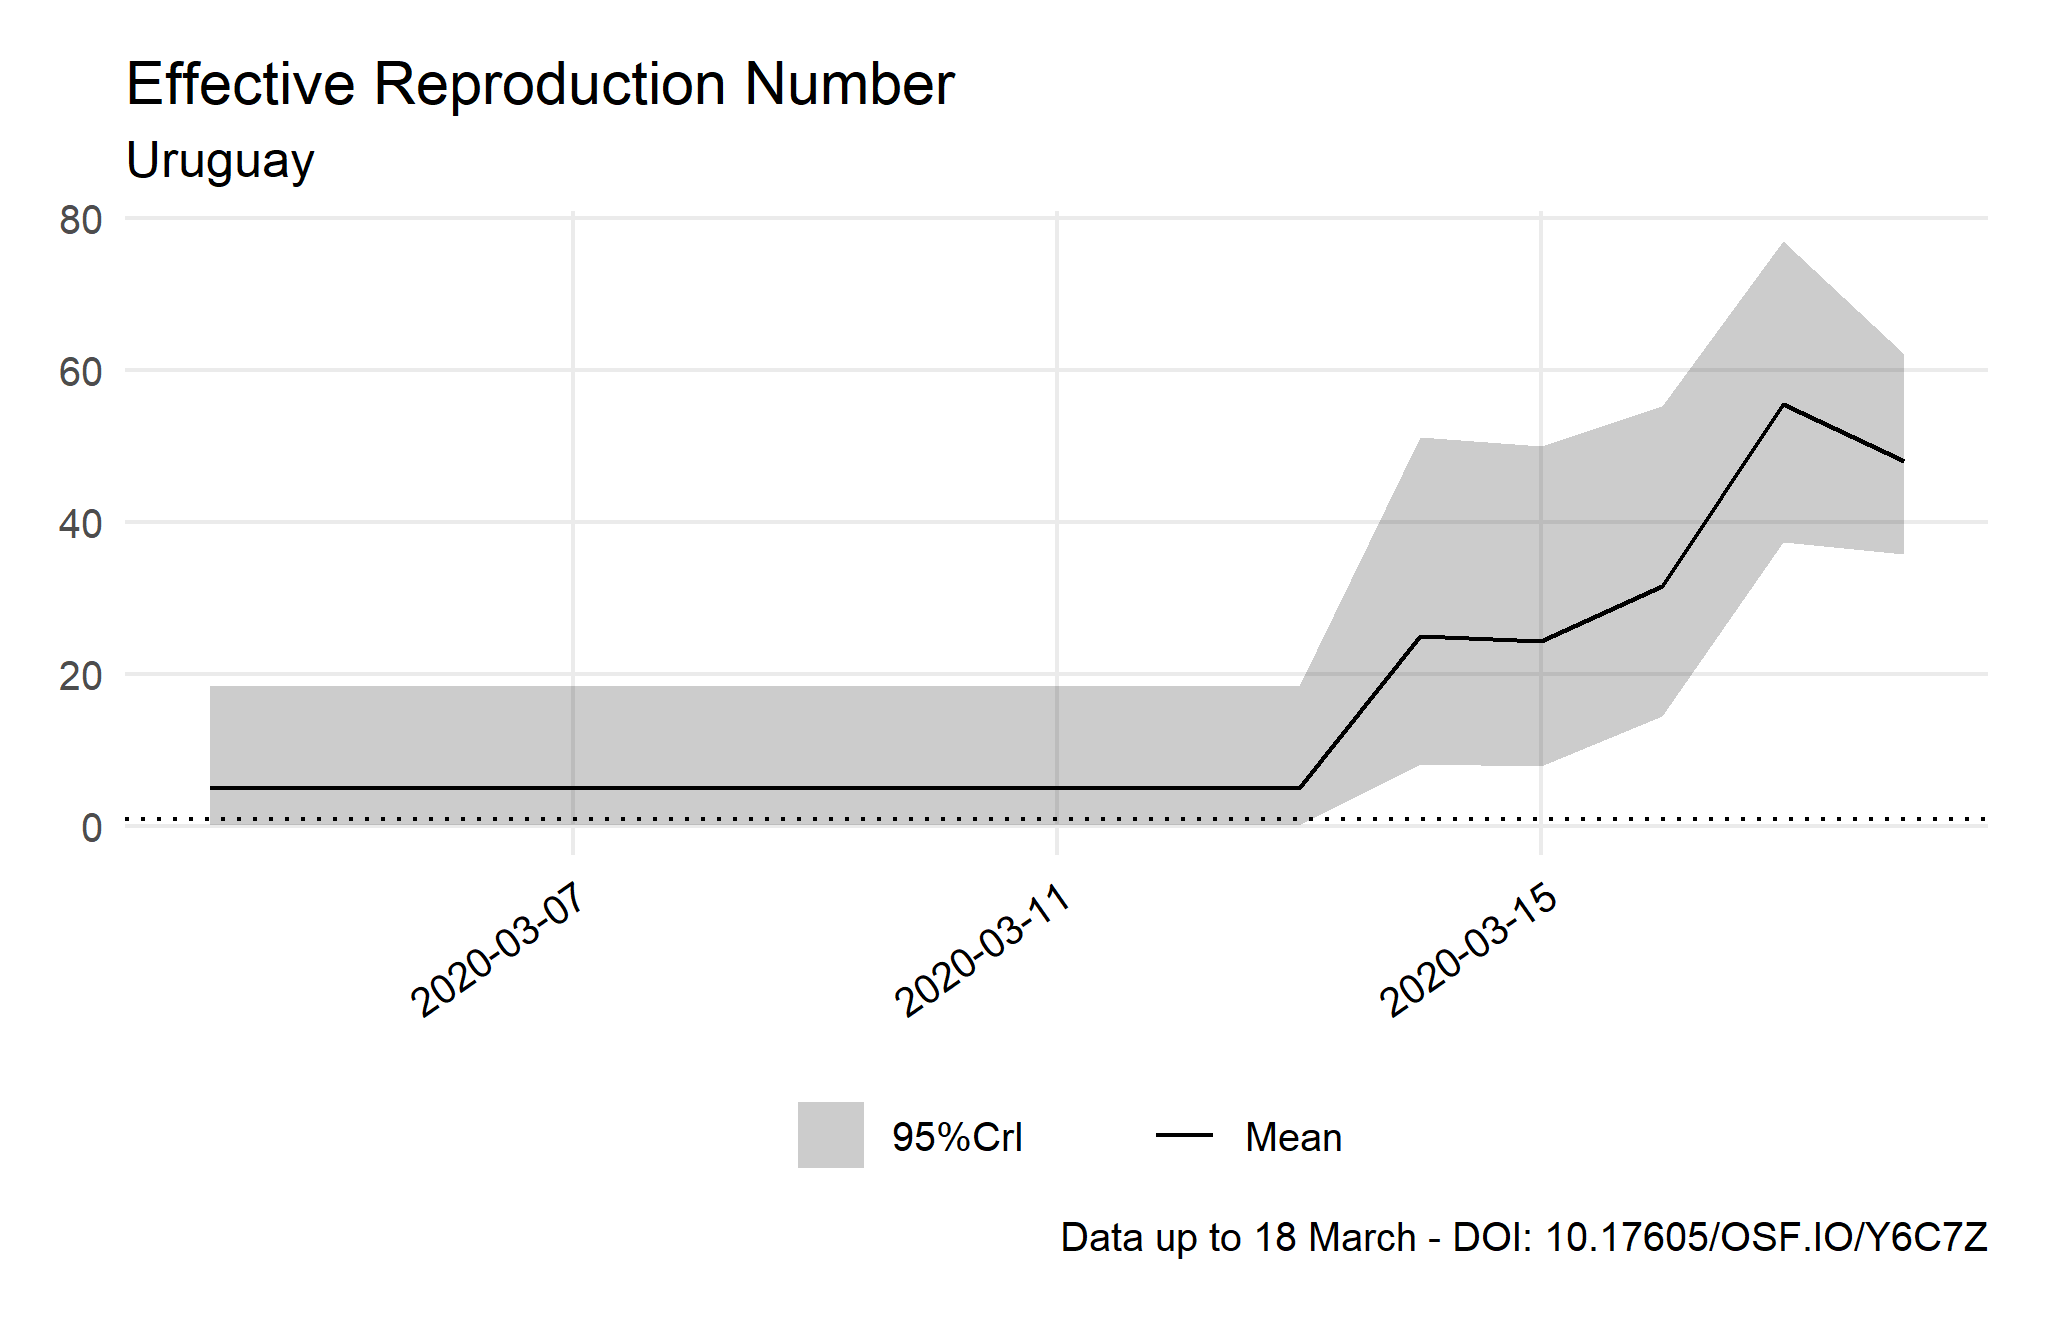 Effective Reproduction Number
Uruguay
80
60
40
20
0
2020-03-07
2020-03-11
2020-03-15
95%CrI
Mean
Data up to 18 March - DOI: 10.17605/OSF.IO/Y6C7Z